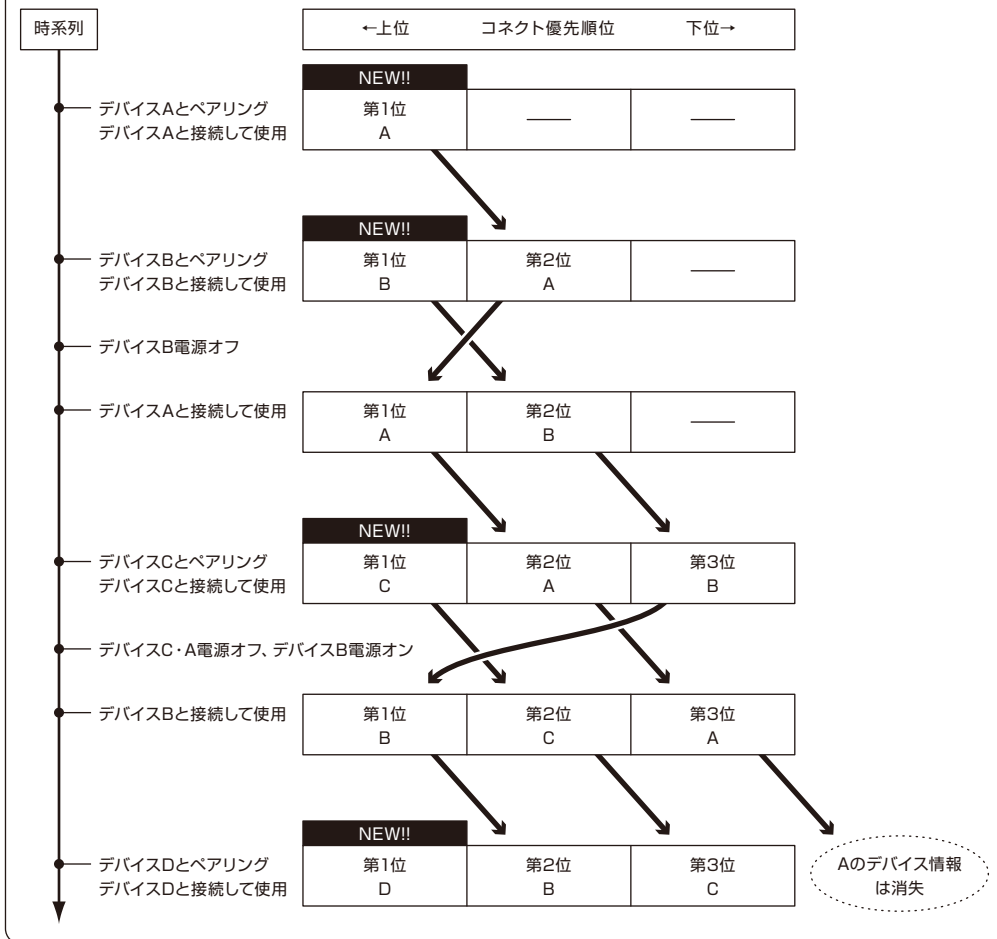 時系列
←上位 コネクト優先順位 下位→
NEW!!
デバイスAとペアリング
デバイスAと接続して使用
第1位
A
NEW!!
デバイスBとペアリング
デバイスBと接続して使用
第1位
B
第2位
A
デバイスB電源オフ
デバイスAと接続して使用
第1位
A
第2位
B
NEW!!
デバイスCとペアリング
デバイスCと接続して使用
第1位
C
第2位
A
第3位
B
デバイスC・A電源オフ、デバイスB電源オン
デバイスBと接続して使用
第1位
B
第2位
C
第3位
A
NEW!!
デバイスDとペアリング
デバイスDと接続して使用
第1位
D
第2位
B
第3位
C
Aのデバイス情報
は消失